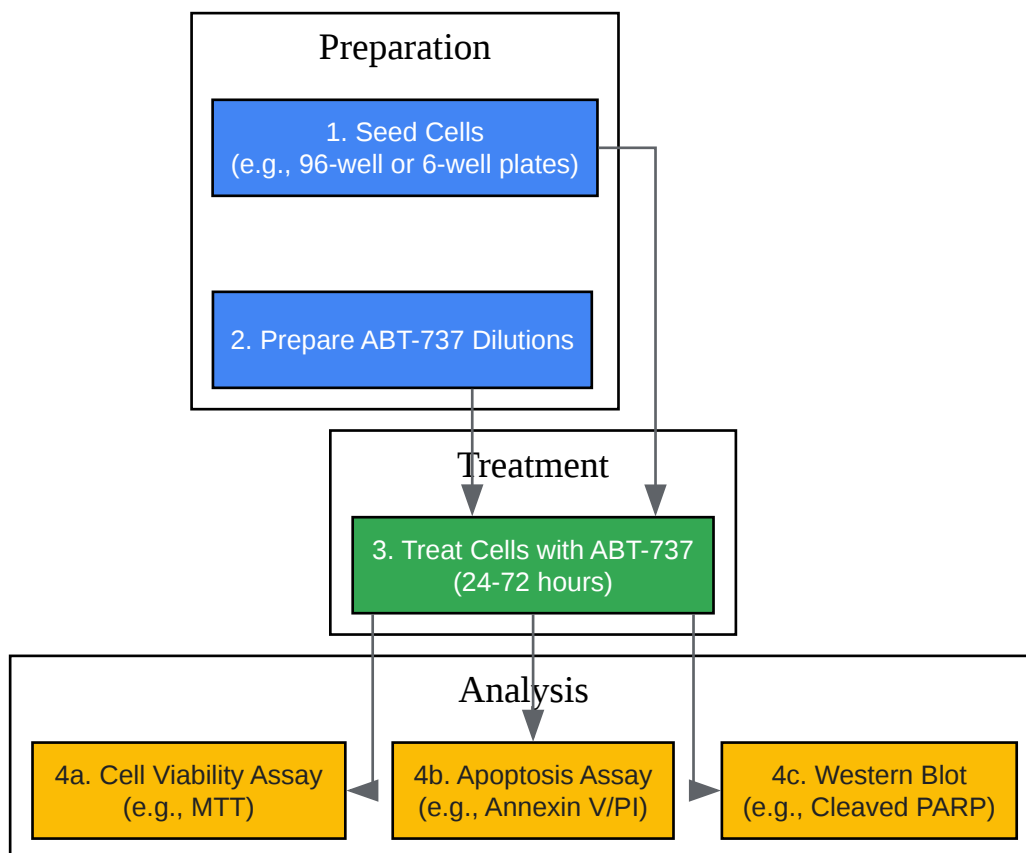 Preparation
1. Seed Cells
(e.g., 96-well or 6-well plates)
2. Prepare ABT-737 Dilutions
Treatment
3. Treat Cells with ABT-737
(24-72 hours)
Analysis
4a. Cell Viability Assay
(e.g., MTT)
4b. Apoptosis Assay
(e.g., Annexin V/PI)
4c. Western Blot
(e.g., Cleaved PARP)